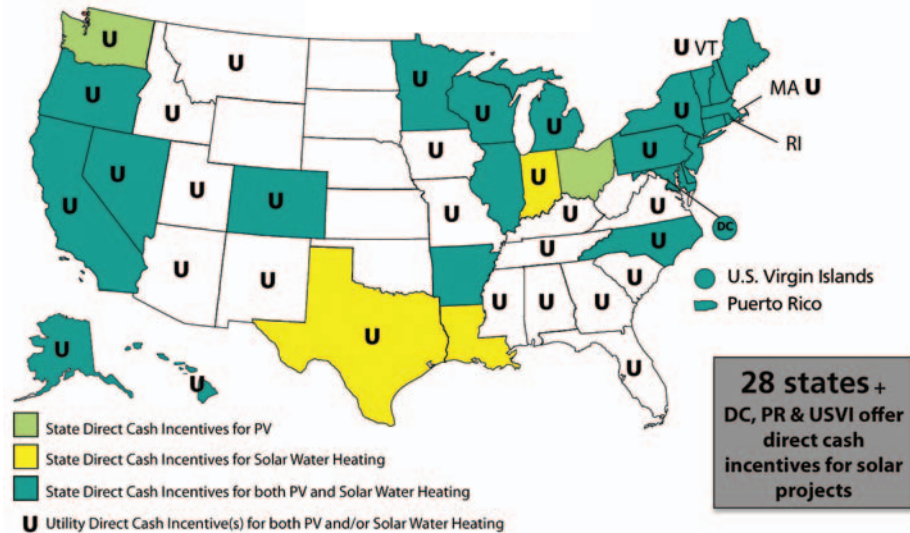 U
U VT
U
U
MA U
U
U
U
U
U
RI
U
U
U
U
U
U
U
U
U
U
DC
U
U
U
U
U
U.S. Virgin Islands
U
U
U
Puerto Rico
U
U
U
U
28 states +
DC, PR & USVI offer
direct cash
incentives for solar
projects
State Direct Cash Incentives for PV
State Direct Cash Incentives for Solar Water Heating
State Direct Cash Incentives for both PV and Solar Water Heating
U Utility Direct Cash Incentive(s) for both PV and/or Solar Water Heating